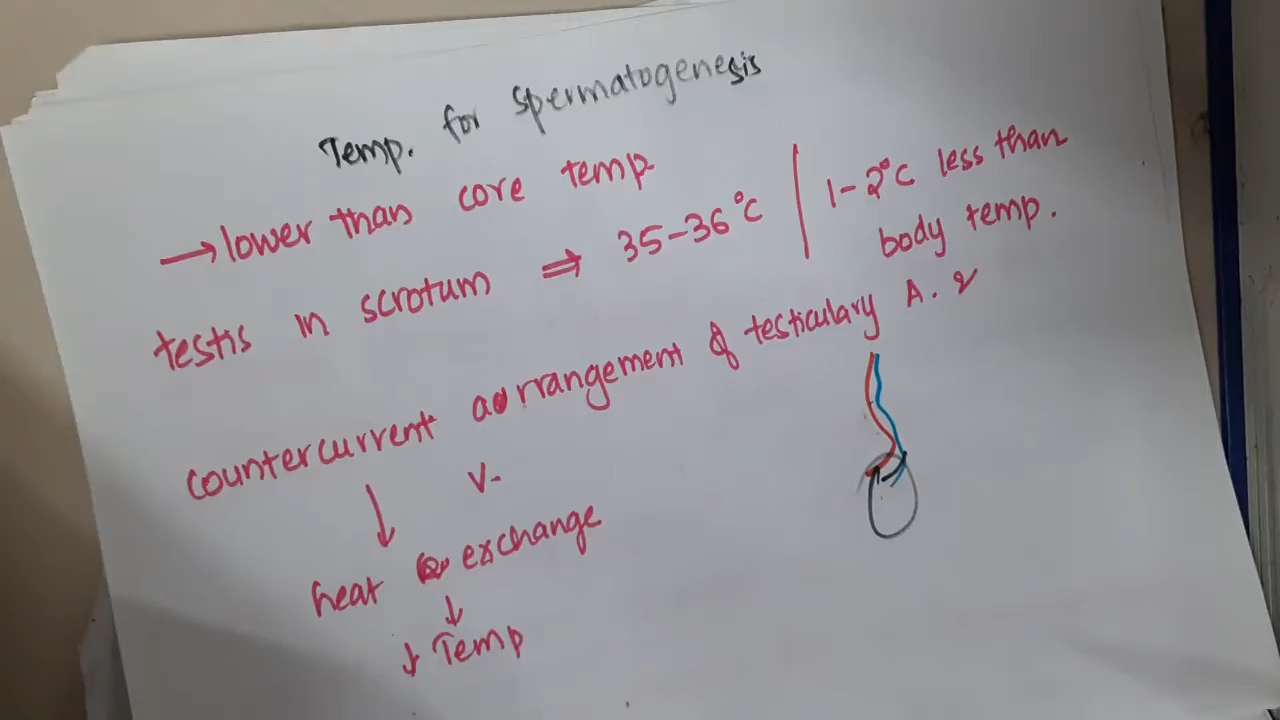 Temp. for spermatogenesis
→ lower than core temp.
testis in scrotum ⇒ 35-36°C | 1-2°C less than
body temp.
countercurrent arrangement of testiculary A. &
V.
↓
heat exchange
↓
↓ Temp